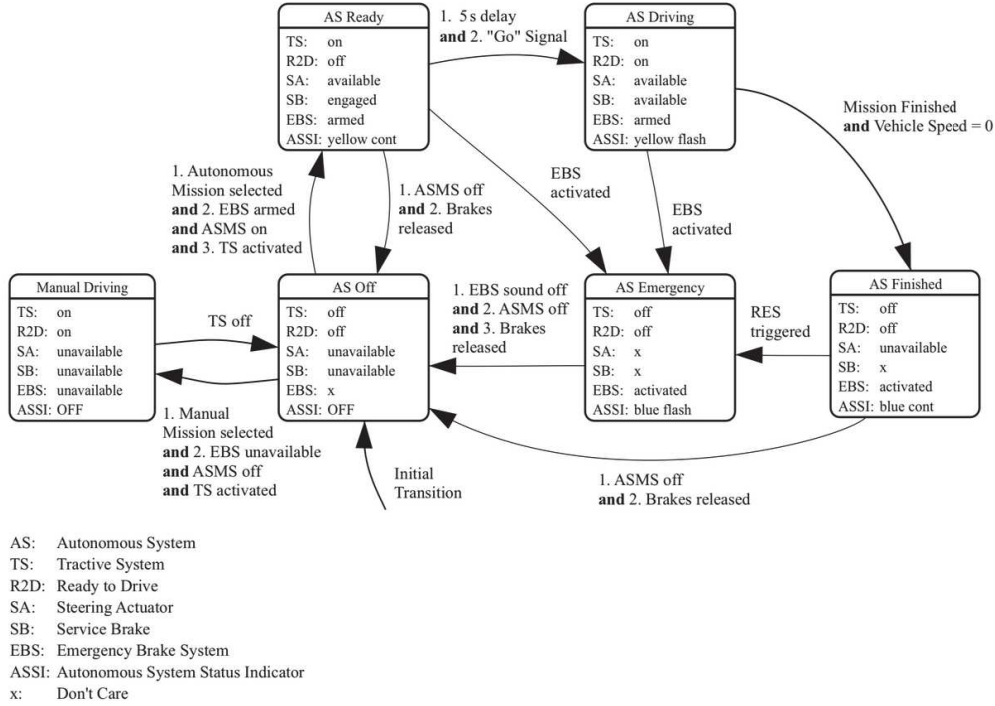 AS Ready
TS: on
R2D: off
SA: available
SB: engaged
EBS: armed
ASSI: yellow cont
1. 5 s delay
and 2. "Go" Signal
AS Driving
TS: on
R2D: on
SA: available
SB: available
EBS: armed
ASSI: yellow flash
Mission Finished
and Vehicle Speed = 0
1. Autonomous
Mission selected
and 2. EBS armed
and ASMS on
and 3. TS activated
1. ASMS off
and 2. Brakes
released
EBS
activated
EBS
activated
Manual Driving
TS: on
R2D: on
SA: unavailable
SB: unavailable
EBS: unavailable
ASSI: OFF
TS off
AS Off
TS: off
R2D: off
SA: unavailable
SB: unavailable
EBS: x
ASSI: OFF
1. EBS sound off
and 2. ASMS off
and 3. Brakes
released
AS Emergency
TS: off
R2D: off
SA: x
SB: x
EBS: activated
ASSI: blue flash
RES
triggered
AS Finished
TS: off
R2D: off
SA: unavailable
SB: x
EBS: activated
ASSI: blue cont
1. Manual
Mission selected
and 2. EBS unavailable
and ASMS off
and TS activated
Initial
Transition
1. ASMS off
and 2. Brakes released
AS: Autonomous System
TS: Tractive System
R2D: Ready to Drive
SA: Steering Actuator
SB: Service Brake
EBS: Emergency Brake System
ASSI: Autonomous System Status Indicator
x: Don't Care